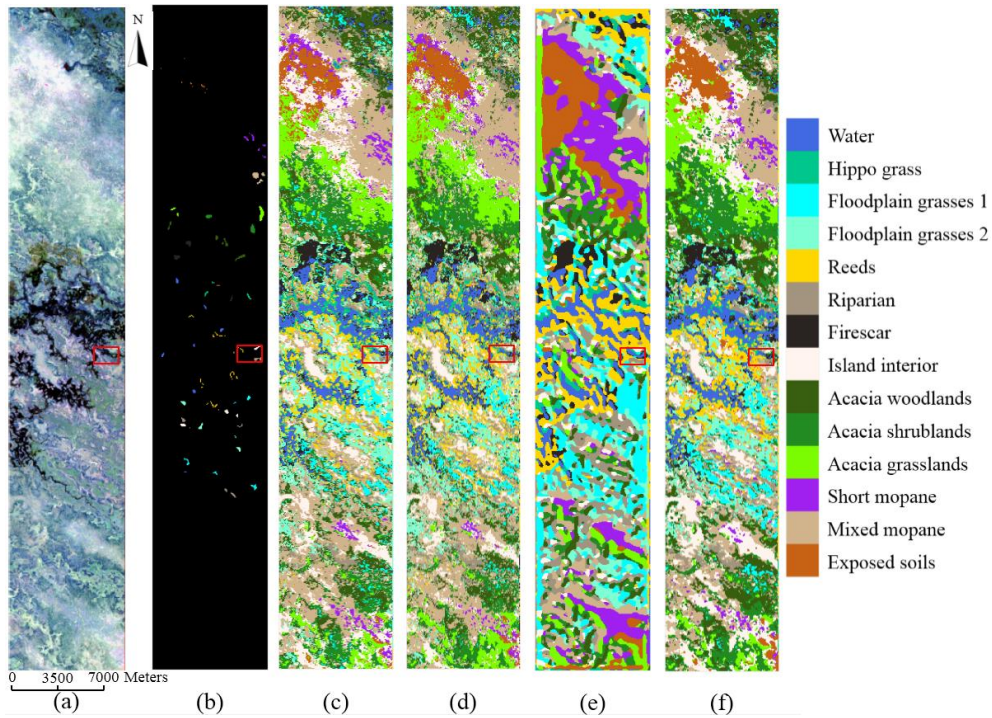 N
Water
Hippo grass
Floodplain grasses 1
Floodplain grasses 2
Reeds
Riparian
Firescar
Island interior
Acacia woodlands
Acacia shrublands
Acacia grasslands
Short mopane
Mixed mopane
Exposed soils
0 3500 7000 Meters
(a) (b) (c) (d) (e) (f)